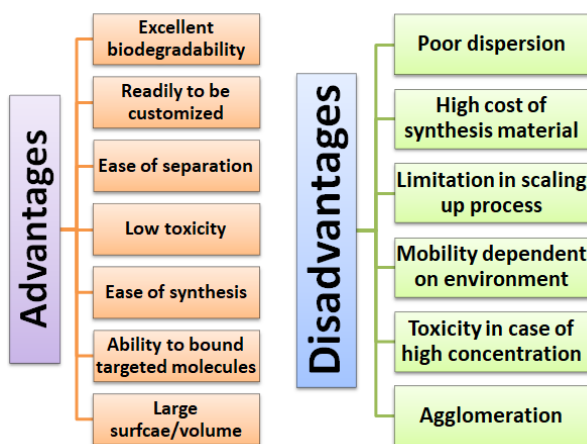 Advantages
Excellent
biodegradability
Readily to be
customized
Ease of separation
Low toxicity
Ease of synthesis
Ability to bound
targeted molecules
Large
surfcae/volume
Disadvantages
Poor dispersion
High cost of
synthesis material
Limitation in scaling
up process
Mobility dependent
on environment
Toxicity in case of
high concentration
Agglomeration